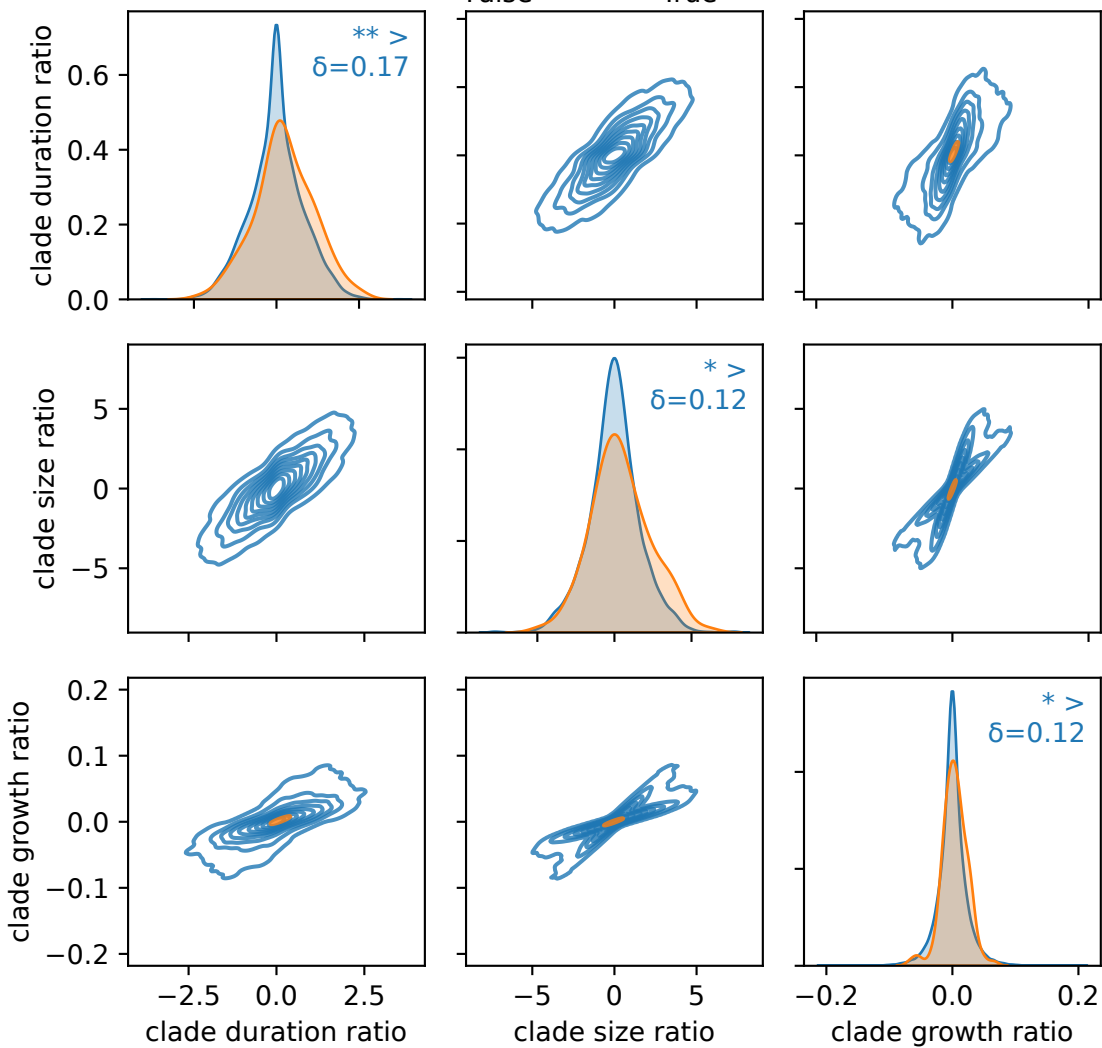 False True
clade duration ratio
0.6
0.4
0.2
0.0
** >
δ=0.17
clade size ratio
5
0
−5
* >
δ=0.12
clade growth ratio
0.2
0.1
0.0
−0.1
−0.2
* >
δ=0.12
−2.5 0.0 2.5
−5 0 5
−0.2 0.0 0.2
clade duration ratio
clade size ratio
clade growth ratio